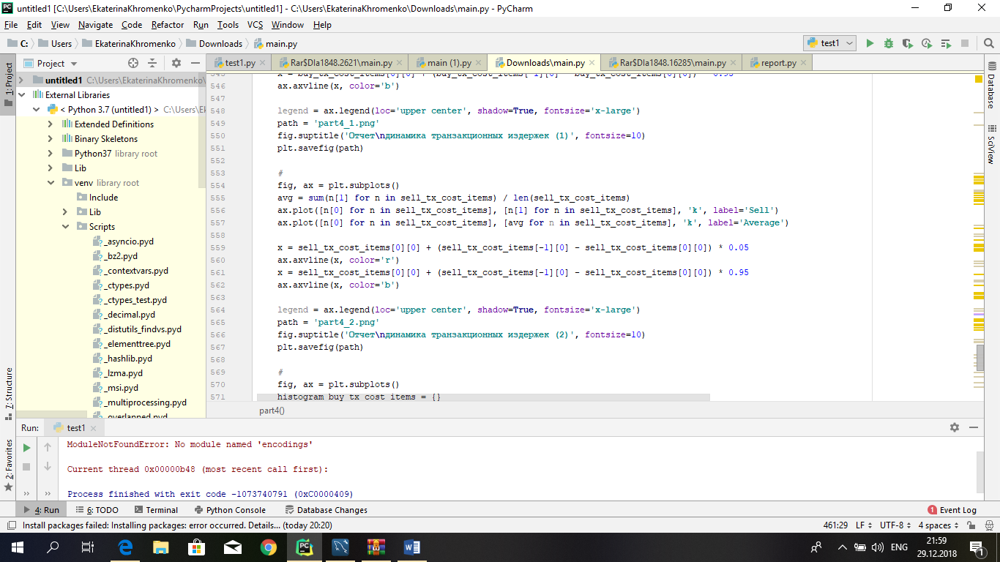 untitled1 [C:\Users\EkaterinaKhromenko\PycharmProjects\untitled1] - C:\Users\EkaterinaKhromenko\Downloads\main.py - PyCharm
File Edit View Navigate Code Refactor Run Tools VCS Window Help
C: Users EkaterinaKhromenko Downloads main.py
test1
Project
test1.py Rar$DIa1848.2621\main.py main (1).py Downloads\main.py Rar$DIa1848.16285\main.py report.py
1: Project
untitled1 C:\Users\EkaterinaKhromenko\
External Libraries
< Python 3.7 (untitled1) >
Extended Definitions
Binary Skeletons
Python37 library root
Lib
venv library root
Include
Lib
Scripts
_asyncio.pyd
_bz2.pyd
_contextvars.pyd
_ctypes.pyd
_ctypes_test.pyd
_decimal.pyd
_distutils_findvs.pyd
_elementtree.pyd
_hashlib.pyd
_lzma.pyd
_msi.pyd
_multiprocessing.pyd
_overlapped.pyd
7: Structure
2: Favorites
Database
SciView
546 ax.axvline(x, color='b')
547
548 legend = ax.legend(loc='upper center', shadow=True, fontsize='x-large')
549 path = 'part4_1.png'
550 fig.suptitle('Отчет\nдинамика транзакционных издержек (1)', fontsize=10)
551 plt.savefig(path)
552
553 #
554 fig, ax = plt.subplots()
555 avg = sum(n[1] for n in sell_tx_cost_items) / len(sell_tx_cost_items)
556 ax.plot([n[0] for n in sell_tx_cost_items], [n[1] for n in sell_tx_cost_items], 'k', label='Sell')
557 ax.plot([n[0] for n in sell_tx_cost_items], [avg for n in sell_tx_cost_items], 'k', label='Average')
558
559 x = sell_tx_cost_items[0][0] + (sell_tx_cost_items[-1][0] - sell_tx_cost_items[0][0]) * 0.05
560 ax.axvline(x, color='r')
561 x = sell_tx_cost_items[0][0] + (sell_tx_cost_items[-1][0] - sell_tx_cost_items[0][0]) * 0.95
562 ax.axvline(x, color='b')
563
564 legend = ax.legend(loc='upper center', shadow=True, fontsize='x-large')
565 path = 'part4_2.png'
566 fig.suptitle('Отчет\nдинамика транзакционных издержек (2)', fontsize=10)
567 plt.savefig(path)
568
569 #
570 fig, ax = plt.subplots()
571 histogram_buy_tx_cost_items = {}
part4()
Run: test1
ModuleNotFoundError: No module named 'encodings'
Current thread 0x00000b48 (most recent call first):
Process finished with exit code -1073740791 (0xC0000409)
4: Run 6: TODO Terminal Python Console Database Changes 1 Event Log
Install packages failed: Installing packages: error occurred. Details... (today 20:20) 461:29 LF UTF-8 4 spaces
ENG 21:59
29.12.2018 1